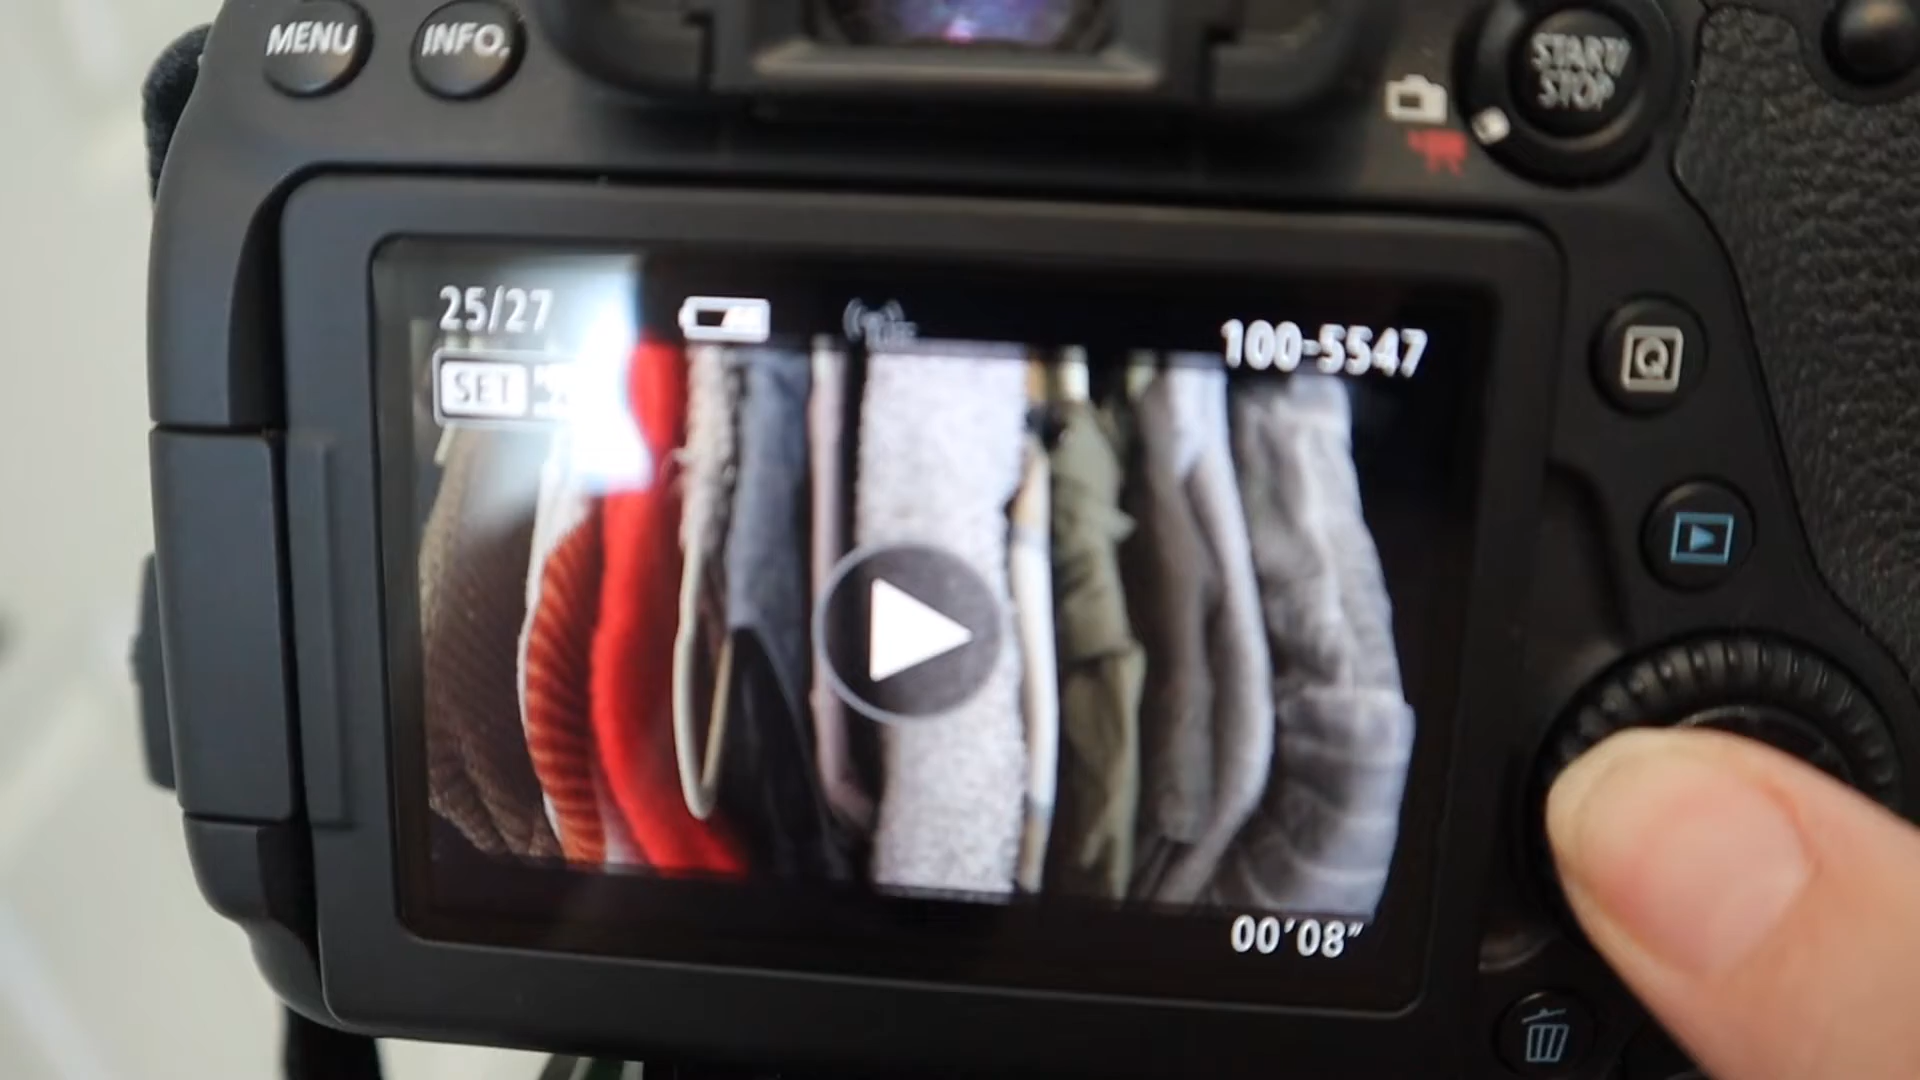 MENU
INFO.
START/
STOP
25/27
100-5547
SET
Q
00'08"